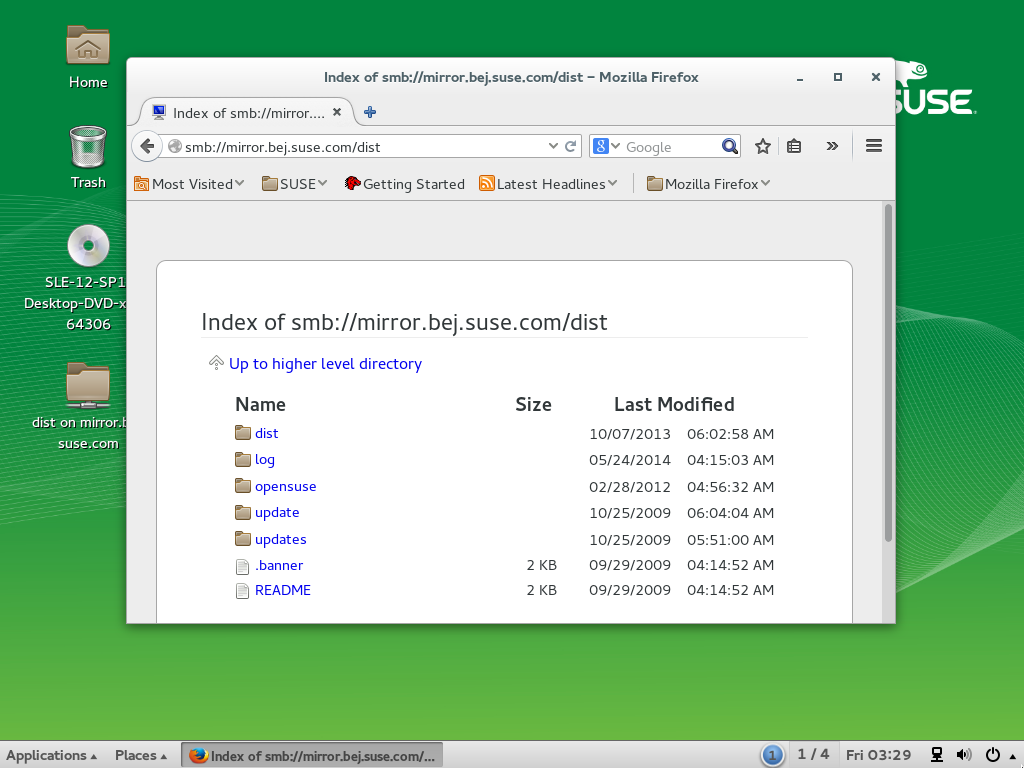 Home
Trash
SLE-12-SP1
Desktop-DVD-x
64306
dist on mirror.b
suse.com
SUSE
Index of smb://mirror.bej.suse.com/dist - Mozilla Firefox
Index of smb://mirror....
smb://mirror.bej.suse.com/dist
8 Google
Most Visited SUSE Getting Started Latest Headlines Mozilla Firefox
Index of smb://mirror.bej.suse.com/dist
Up to higher level directory
Name Size Last Modified
dist 10/07/2013 06:02:58 AM
log 05/24/2014 04:15:03 AM
opensuse 02/28/2012 04:56:32 AM
update 10/25/2009 06:04:04 AM
updates 10/25/2009 05:51:00 AM
.banner 2 KB 09/29/2009 04:14:52 AM
README 2 KB 09/29/2009 04:14:52 AM
Applications Places Index of smb://mirror.bej.suse.com/... 1 1 / 4 Fri 03:29